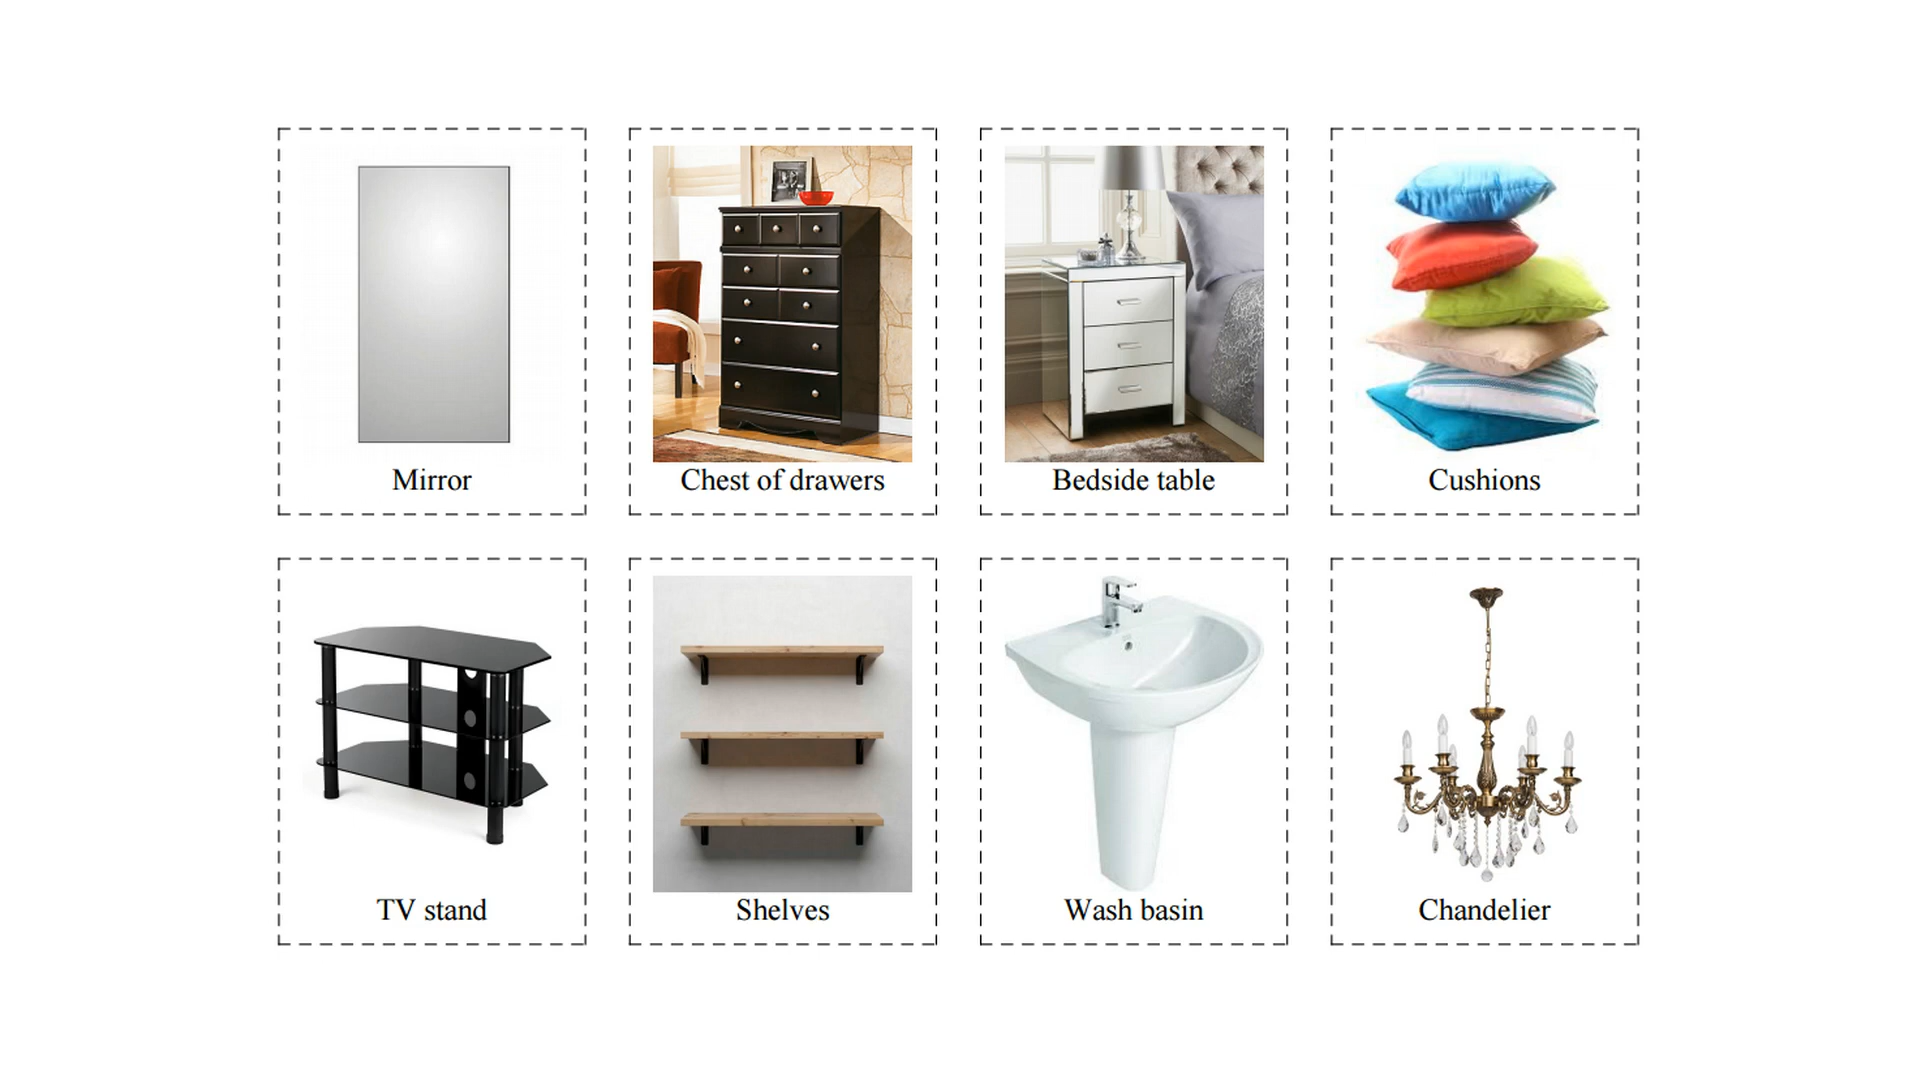 Mirror
Chest of drawers
Bedside table
Cushions
TV stand
Shelves
Wash basin
Chandelier